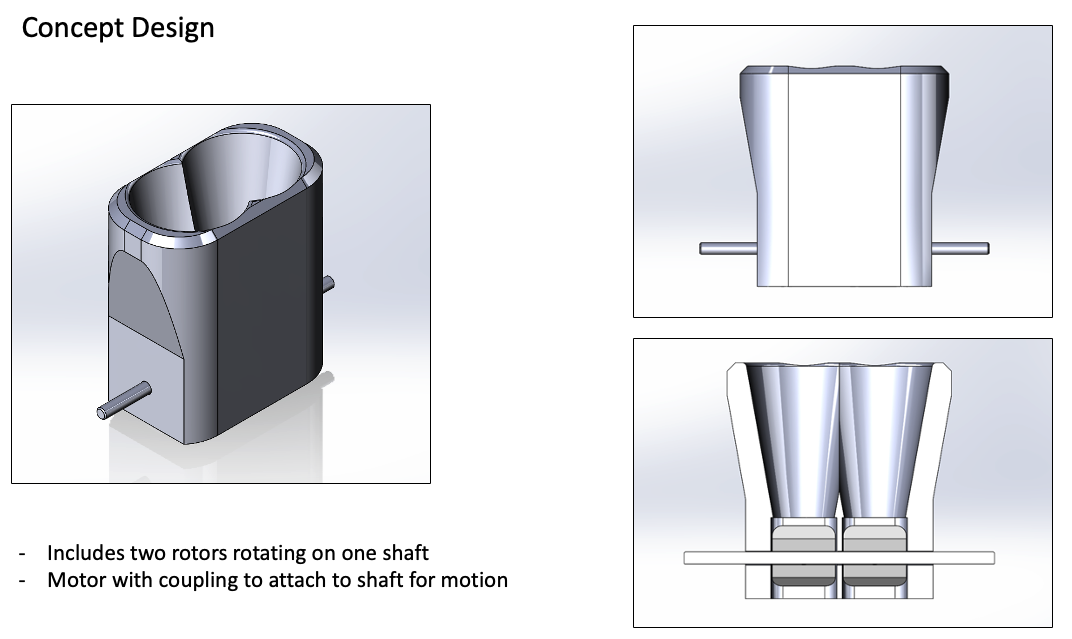 Concept Design
- Includes two rotors rotating on one shaft
- Motor with coupling to attach to shaft for motion